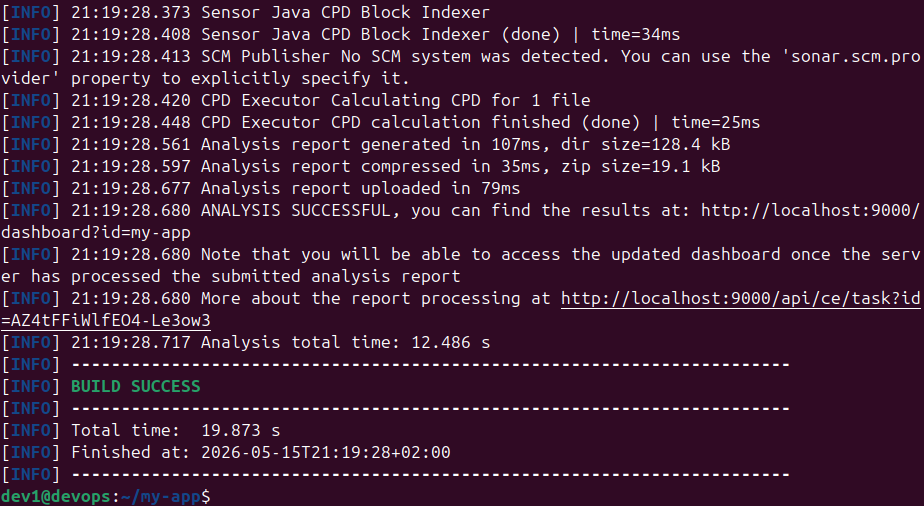 [INFO] 21:19:28.373 Sensor Java CPD Block Indexer
[INFO] 21:19:28.408 Sensor Java CPD Block Indexer (done) | time=34ms
[INFO] 21:19:28.413 SCM Publisher No SCM system was detected. You can use the 'sonar.scm.pro
vider' property to explicitly specify it.
[INFO] 21:19:28.420 CPD Executor Calculating CPD for 1 file
[INFO] 21:19:28.448 CPD Executor CPD calculation finished (done) | time=25ms
[INFO] 21:19:28.561 Analysis report generated in 107ms, dir size=128.4 kB
[INFO] 21:19:28.597 Analysis report compressed in 35ms, zip size=19.1 kB
[INFO] 21:19:28.677 Analysis report uploaded in 79ms
[INFO] 21:19:28.680 ANALYSIS SUCCESSFUL, you can find the results at: http://localhost:9000/
dashboard?id=my-app
[INFO] 21:19:28.680 Note that you will be able to access the updated dashboard once the serv
er has processed the submitted analysis report
[INFO] 21:19:28.680 More about the report processing at http://localhost:9000/api/ce/task?id
=AZ4tFFiWlfEO4-Le3ow3
[INFO] 21:19:28.717 Analysis total time: 12.486 s
[INFO] ------------------------------------------------------------------------
[INFO] BUILD SUCCESS
[INFO] ------------------------------------------------------------------------
[INFO] Total time:  19.873 s
[INFO] Finished at: 2026-05-15T21:19:28+02:00
[INFO] ------------------------------------------------------------------------
dev1@devops:~/my-app$